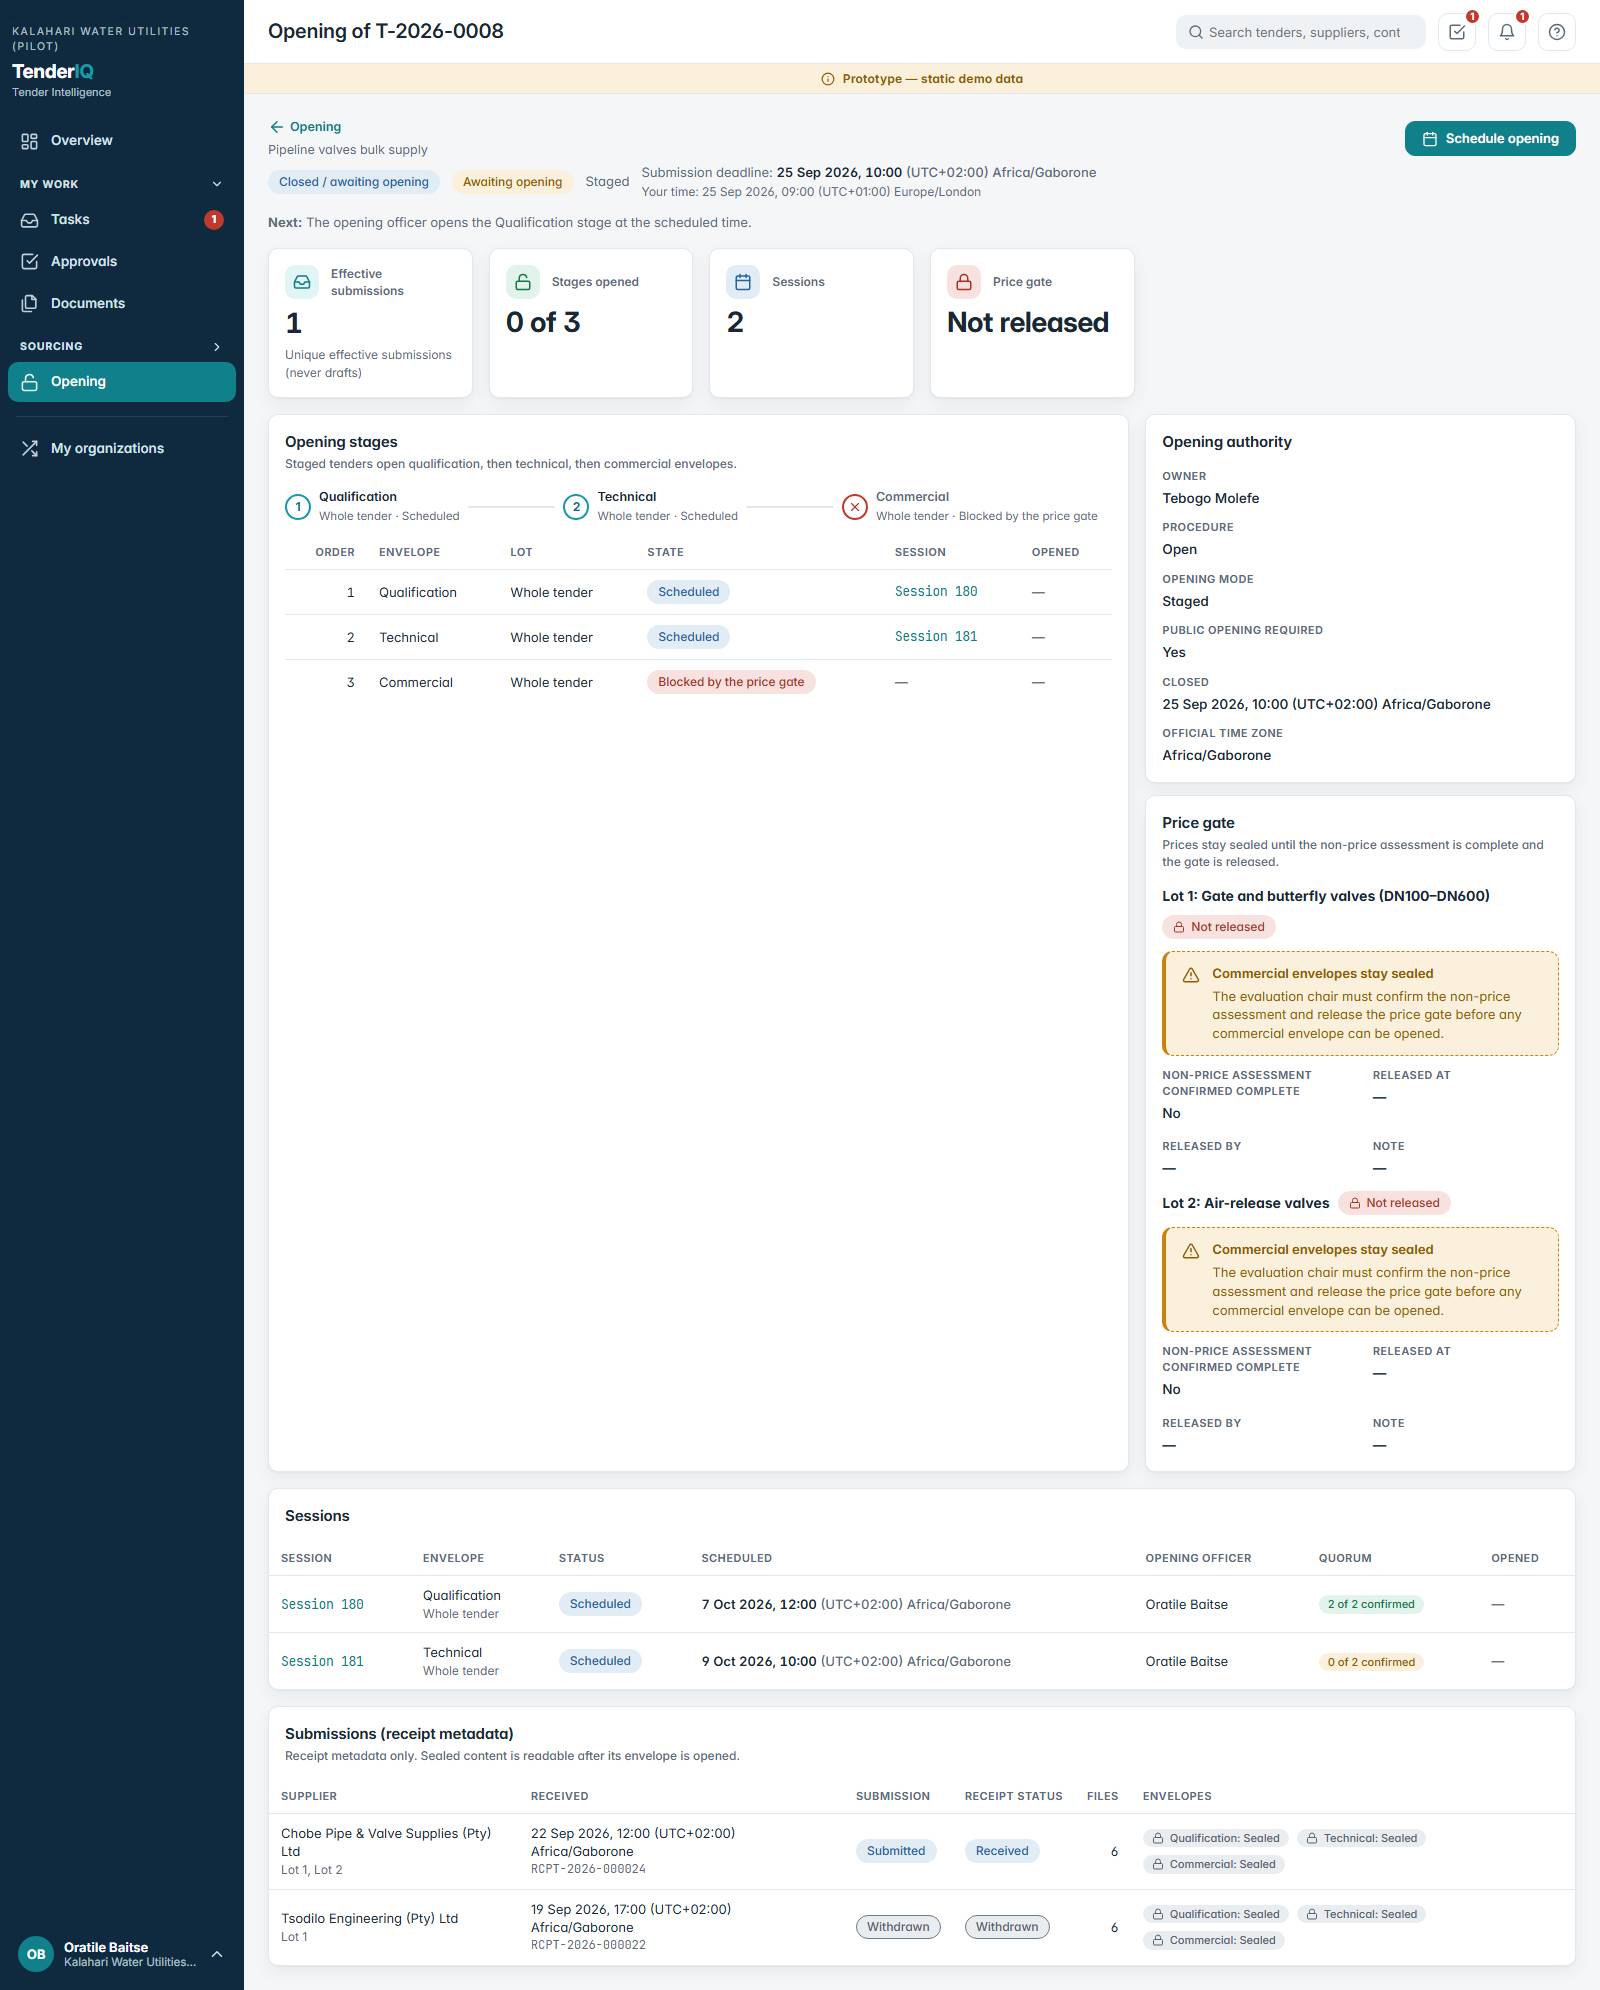 KALAHARI WATER UTILITIES
(PILOT)
TenderIQ
Tender Intelligence
Overview
MY WORK
Tasks 1
Approvals
Documents
SOURCING
Opening
My organizations
OB Oratile Baitse
Kalahari Water Utilities...
Opening of T-2026-0008
Search tenders, suppliers, cont
1
1
Prototype — static demo data
Opening
Pipeline valves bulk supply
Schedule opening
Closed / awaiting opening Awaiting opening Staged
Submission deadline: 25 Sep 2026, 10:00 (UTC+02:00) Africa/Gaborone
Your time: 25 Sep 2026, 09:00 (UTC+01:00) Europe/London
Next: The opening officer opens the Qualification stage at the scheduled time.
Effective
submissions
1
Unique effective submissions
(never drafts)
Stages opened
0 of 3
Sessions
2
Price gate
Not released
Opening stages
Staged tenders open qualification, then technical, then commercial envelopes.
1 Qualification
Whole tender · Scheduled
2 Technical
Whole tender · Scheduled
Commercial
Whole tender · Blocked by the price gate
ORDER ENVELOPE LOT STATE SESSION OPENED
1 Qualification Whole tender Scheduled Session 180 —
2 Technical Whole tender Scheduled Session 181 —
3 Commercial Whole tender Blocked by the price gate — —
Opening authority
OWNER
Tebogo Molefe
PROCEDURE
Open
OPENING MODE
Staged
PUBLIC OPENING REQUIRED
Yes
CLOSED
25 Sep 2026, 10:00 (UTC+02:00) Africa/Gaborone
OFFICIAL TIME ZONE
Africa/Gaborone
Price gate
Prices stay sealed until the non-price assessment is complete and
the gate is released.
Lot 1: Gate and butterfly valves (DN100–DN600)
Not released
Commercial envelopes stay sealed
The evaluation chair must confirm the non-price
assessment and release the price gate before any
commercial envelope can be opened.
NON-PRICE ASSESSMENT
CONFIRMED COMPLETE
No
RELEASED AT
—
RELEASED BY
—
NOTE
—
Lot 2: Air-release valves Not released
Commercial envelopes stay sealed
The evaluation chair must confirm the non-price
assessment and release the price gate before any
commercial envelope can be opened.
NON-PRICE ASSESSMENT
CONFIRMED COMPLETE
No
RELEASED AT
—
RELEASED BY
—
NOTE
—
Sessions
SESSION ENVELOPE STATUS SCHEDULED OPENING OFFICER QUORUM OPENED
Session 180 Qualification Scheduled 7 Oct 2026, 12:00 (UTC+02:00) Africa/Gaborone Oratile Baitse 2 of 2 confirmed —
Whole tender
Session 181 Technical Scheduled 9 Oct 2026, 10:00 (UTC+02:00) Africa/Gaborone Oratile Baitse 0 of 2 confirmed —
Whole tender
Submissions (receipt metadata)
Receipt metadata only. Sealed content is readable after its envelope is opened.
SUPPLIER RECEIVED SUBMISSION RECEIPT STATUS FILES ENVELOPES
Chobe Pipe & Valve Supplies (Pty)
Ltd
Lot 1, Lot 2
22 Sep 2026, 12:00 (UTC+02:00)
Africa/Gaborone
RCPT-2026-000024
Submitted Received 6
Qualification: Sealed Technical: Sealed
Commercial: Sealed
Tsodilo Engineering (Pty) Ltd
Lot 1
19 Sep 2026, 17:00 (UTC+02:00)
Africa/Gaborone
RCPT-2026-000022
Withdrawn Withdrawn 6
Qualification: Sealed Technical: Sealed
Commercial: Sealed